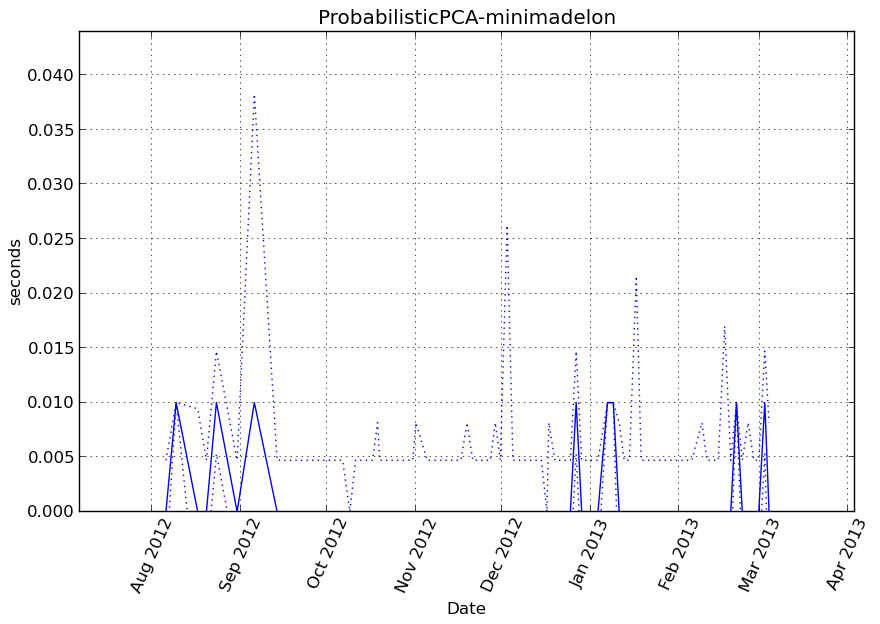 ProbabilisticPCA-minimadelon
0.040
0.035
0.030
0.025
0.020
0.015
0.010
0.005
0.000
seconds
Aug 2012
Sep 2012
Oct 2012
Nov 2012
Dec 2012
Jan 2013
Feb 2013
Mar 2013
Apr 2013
Date